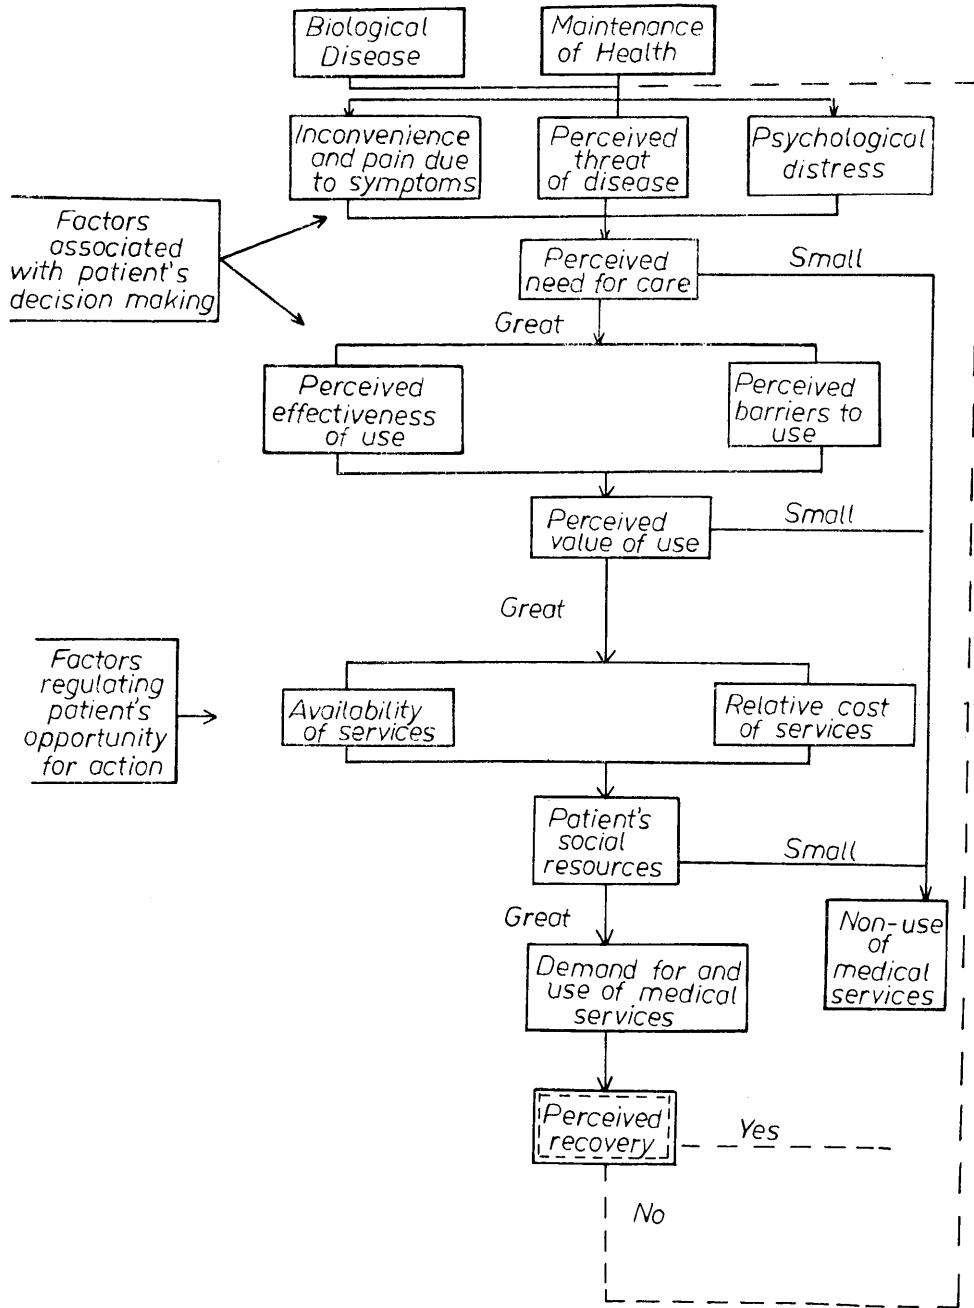 Biological
Disease
Maintenance
of Health
Inconvenience
and pain due
to symptoms
Perceived
threat
of disease
Psychological
distress
Factors
associated
with patient's
decision making
Perceived
need for care
Small
Great
Perceived
effectiveness
of use
Perceived
barriers to
use
Perceived
value of use
Small
Great
Factors
regulating
patient's
opportunity
for action
Availability
of services
Relative cost
of services
Patient's
social
resources
Small
Great
Non-use
of
medical
services
Demand for and
use of medical
services
Perceived
recovery
Yes
No